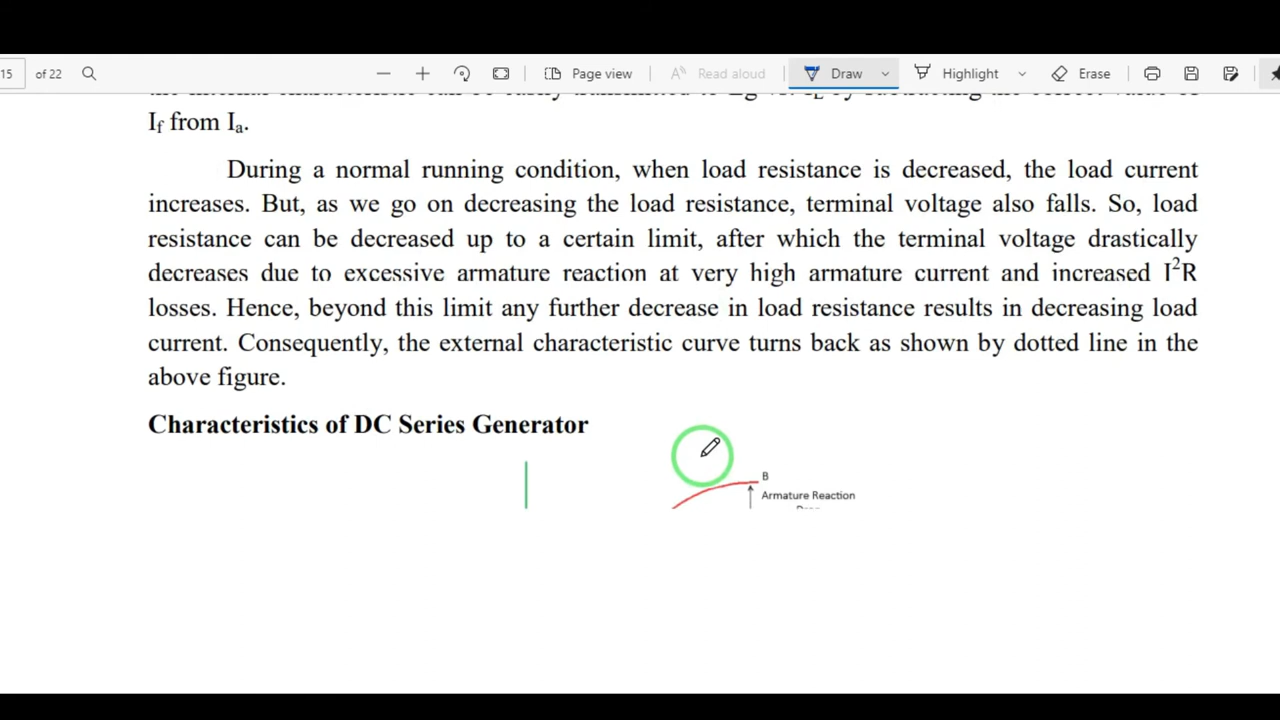 15 of 22 Page view Read aloud Draw Highlight Erase
If from Ia.
During a normal running condition, when load resistance is decreased, the load current
increases. But, as we go on decreasing the load resistance, terminal voltage also falls. So, load
resistance can be decreased up to a certain limit, after which the terminal voltage drastically
decreases due to excessive armature reaction at very high armature current and increased I²R
losses. Hence, beyond this limit any further decrease in load resistance results in decreasing load
current. Consequently, the external characteristic curve turns back as shown by dotted line in the
above figure.
Characteristics of DC Series Generator
B
Armature Reaction